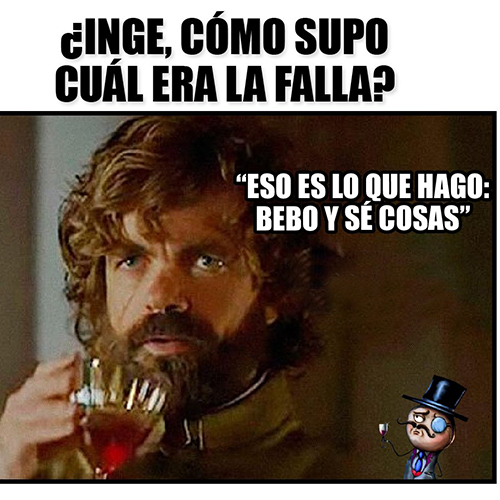 ¿INGE, CÓMO SUPO
CUÁL ERA LA FALLA?
“ESO ES LO QUE HAGO:
BEBO Y SÉ COSAS”